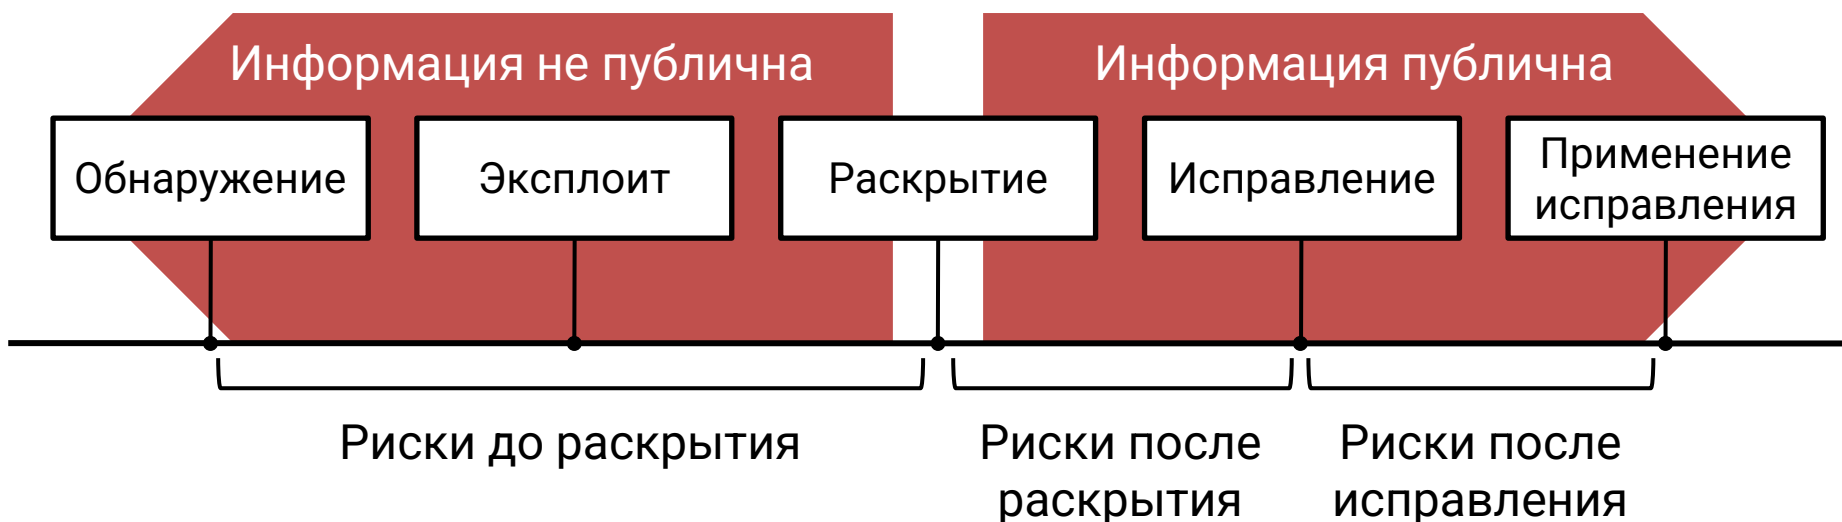 Информация не публична
Информация публична
Обнаружение
Эксплоит
Раскрытие
Исправление
Применение
исправления
Риски до раскрытия
Риски после
раскрытия
Риски после
исправления